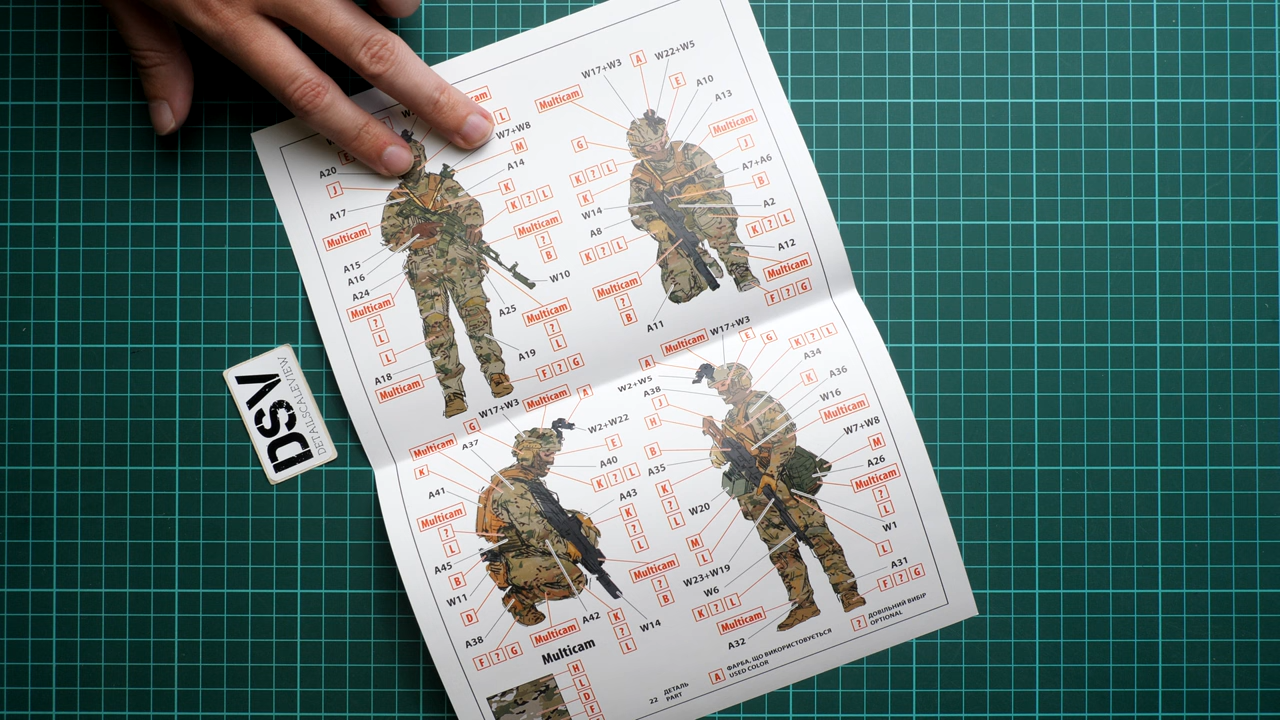 Multicam
L
W7+W8
M
A14
K
K ? L
Multicam
?
B
W10
A25
Multicam
?
L
A19
F ? G
E
A20
J
A17
Multicam
A15
A16
A24
Multicam
?
L
L
A18
Multicam
W17+W3
A
W22+W5
E
A10
A13
Multicam
Multicam
J
G
A7+A6
K ? L
B
K
A2
W14
K ? L
A8
A12
K ? L
Multicam
Multicam
?
B
F ? G
A11
W17+W3
Multicam
A
G
W2+W22
Multicam
A37
E
K
A40
K ? L
A41
A43
Multicam
?
L
K
?
L
A45
B
Multicam
?
B
W11
D
A42
K
?
L
W14
A38
Multicam
F ? G
W17+W3
Multicam
E
G
K ? L
A
A34
W2+W5
A38
K
A36
J
W16
H
Multicam
B
W7+W8
A35
M
K
?
L
A26
Multicam
?
L
W20
W1
M
L
L
W23+W19
A31
W6
F ? G
K ? L
Multicam
A32
Multicam
H
L
D
F
22 ДЕТАЛЬ
PART
A ФАРБА, ЩО ВИКОРИСТОВУЄТЬСЯ
USED COLOR
? ДОВІЛЬНИЙ ВИБІР
OPTIONAL
DSV
DETAILSCALEVIEW